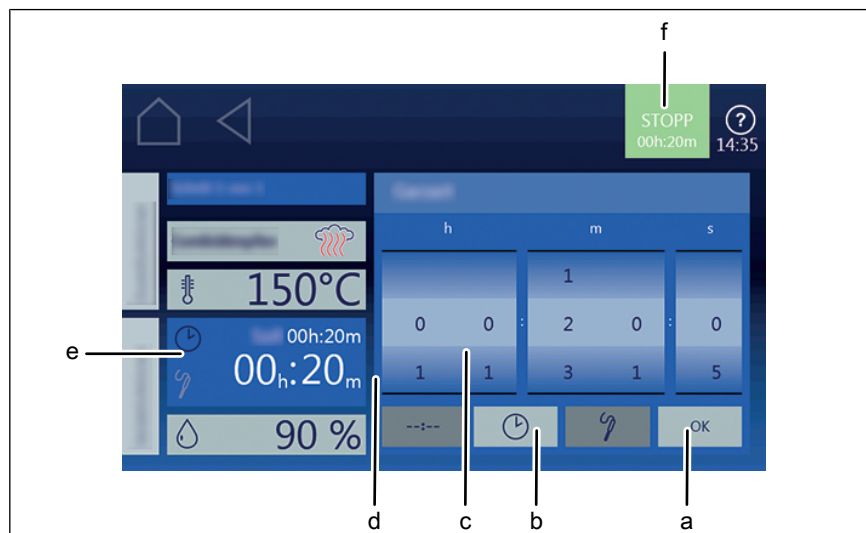 f
STOPP
00h:20m
?
14:35
h m s
150°C
1
00h:20m
0 0 : 2 0 : 0
e
00h:20m
1 1 3 1 5
90 %
--:--
OK
d c b a